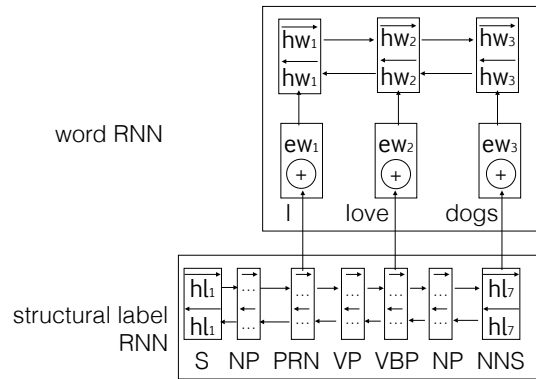 hw₁ hw₂ hw₃
hw₁ hw₂ hw₃
word RNN
ew₁ ew₂ ew₃
+ + +
I love dogs
hl₁ ... ... ... ... ... hl₇
structural label
RNN
hl₁ ... ... ... ... ... hl₇
S NP PRN VP VBP NP NNS